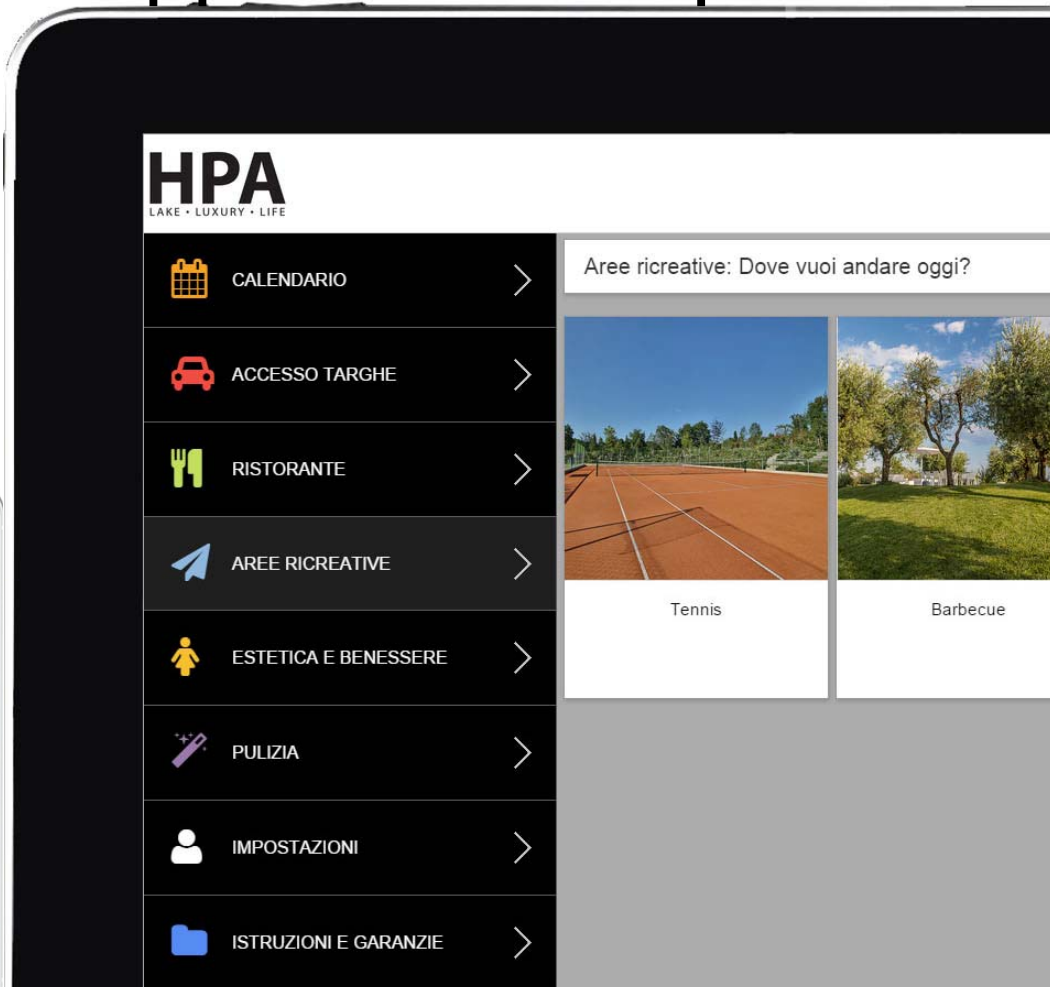 HPA
LAKE • LUXURY • LIFE
CALENDARIO
ACCESSO TARGHE
RISTORANTE
AREE RICREATIVE
ESTETICA E BENESSERE
PULIZIA
IMPOSTAZIONI
ISTRUZIONI E GARANZIE
Aree ricreative: Dove vuoi andare oggi?
Tennis
Barbecue